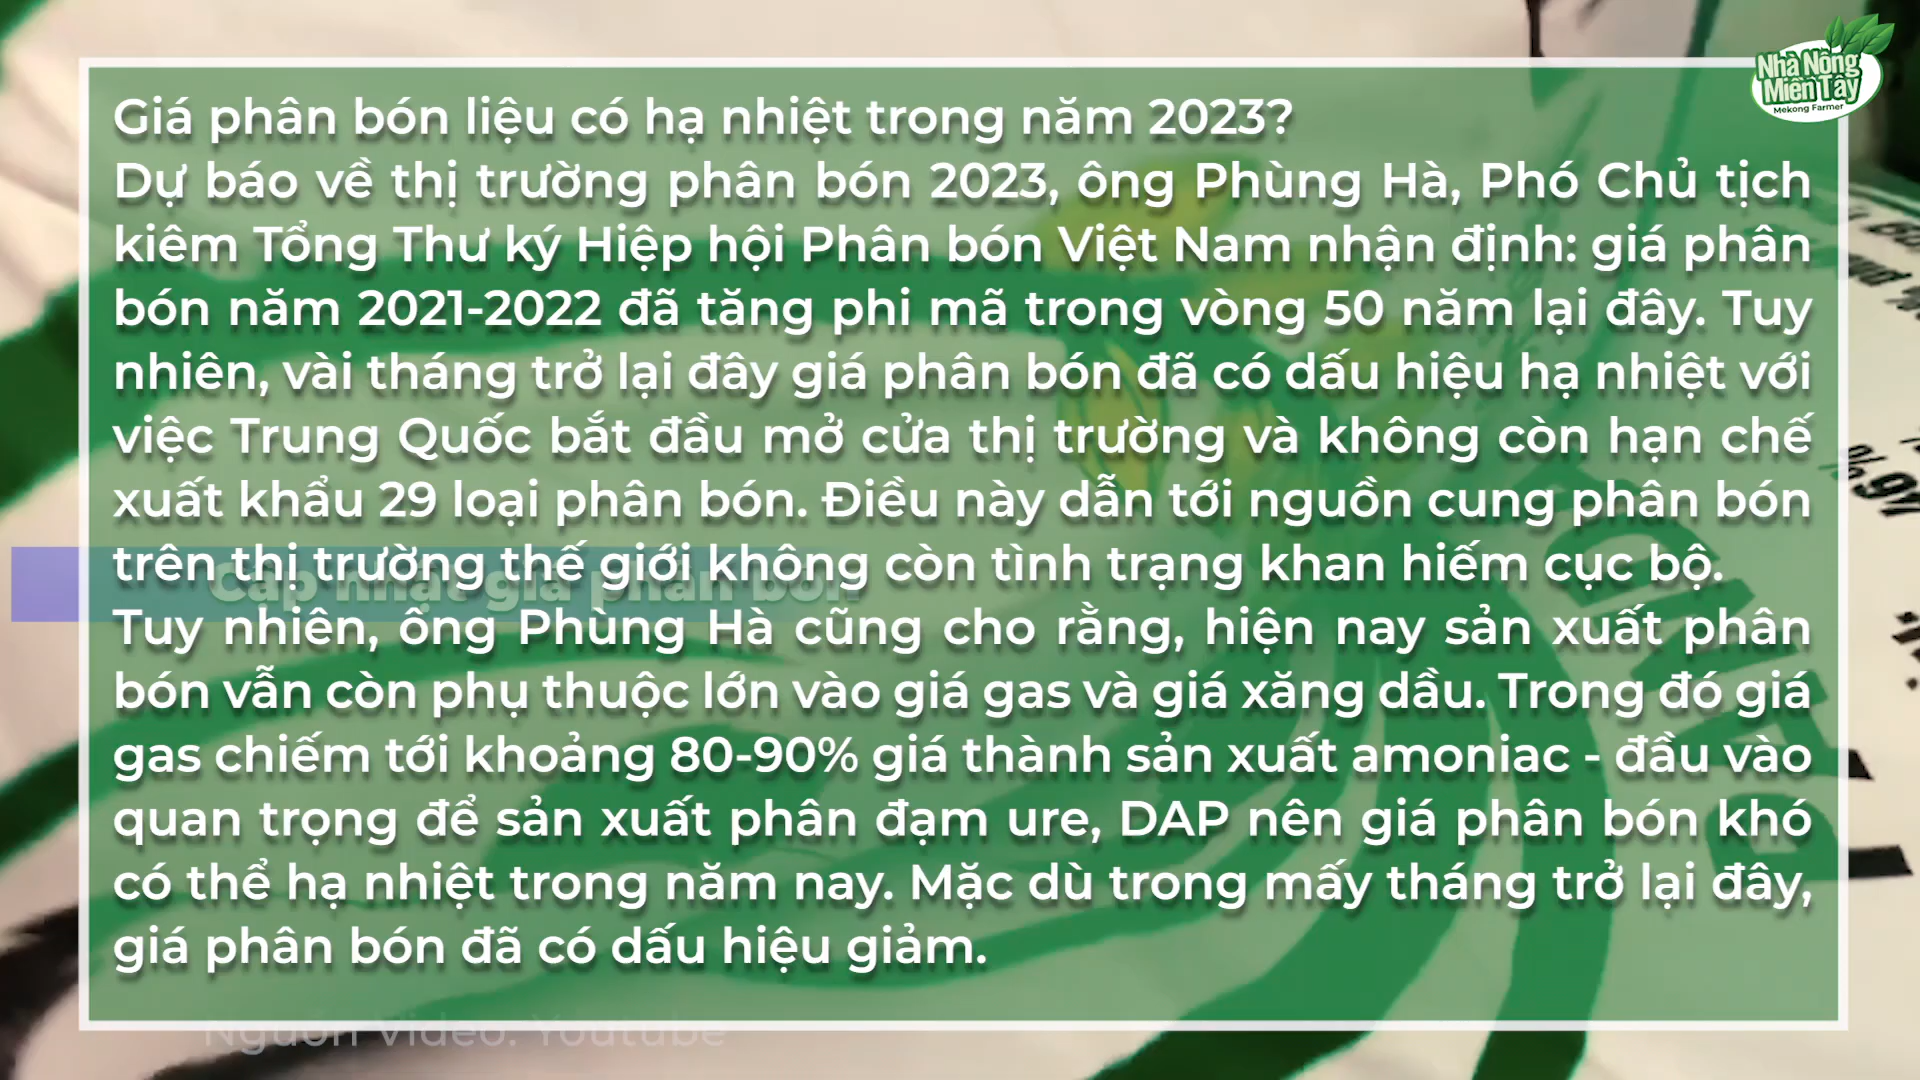 Nhà Nông
Miền Tây
Mekong Farmer
Giá phân bón liệu có hạ nhiệt trong năm 2023?
Dự báo về thị trường phân bón 2023, ông Phùng Hà, Phó Chủ tịch
kiêm Tổng Thư ký Hiệp hội Phân bón Việt Nam nhận định: giá phân
bón năm 2021-2022 đã tăng phi mã trong vòng 50 năm lại đây. Tuy
nhiên, vài tháng trở lại đây giá phân bón đã có dấu hiệu hạ nhiệt với
việc Trung Quốc bắt đầu mở cửa thị trường và không còn hạn chế
xuất khẩu 29 loại phân bón. Điều này dẫn tới nguồn cung phân bón
trên thị trường thế giới không còn tình trạng khan hiếm cục bộ.
Cập nhật giá phân bón
Tuy nhiên, ông Phùng Hà cũng cho rằng, hiện nay sản xuất phân
bón vẫn còn phụ thuộc lớn vào giá gas và giá xăng dầu. Trong đó giá
gas chiếm tới khoảng 80-90% giá thành sản xuất amoniac - đầu vào
quan trọng để sản xuất phân đạm ure, DAP nên giá phân bón khó
có thể hạ nhiệt trong năm nay. Mặc dù trong mấy tháng trở lại đây,
giá phân bón đã có dấu hiệu giảm.
Nguồn Video: Youtube